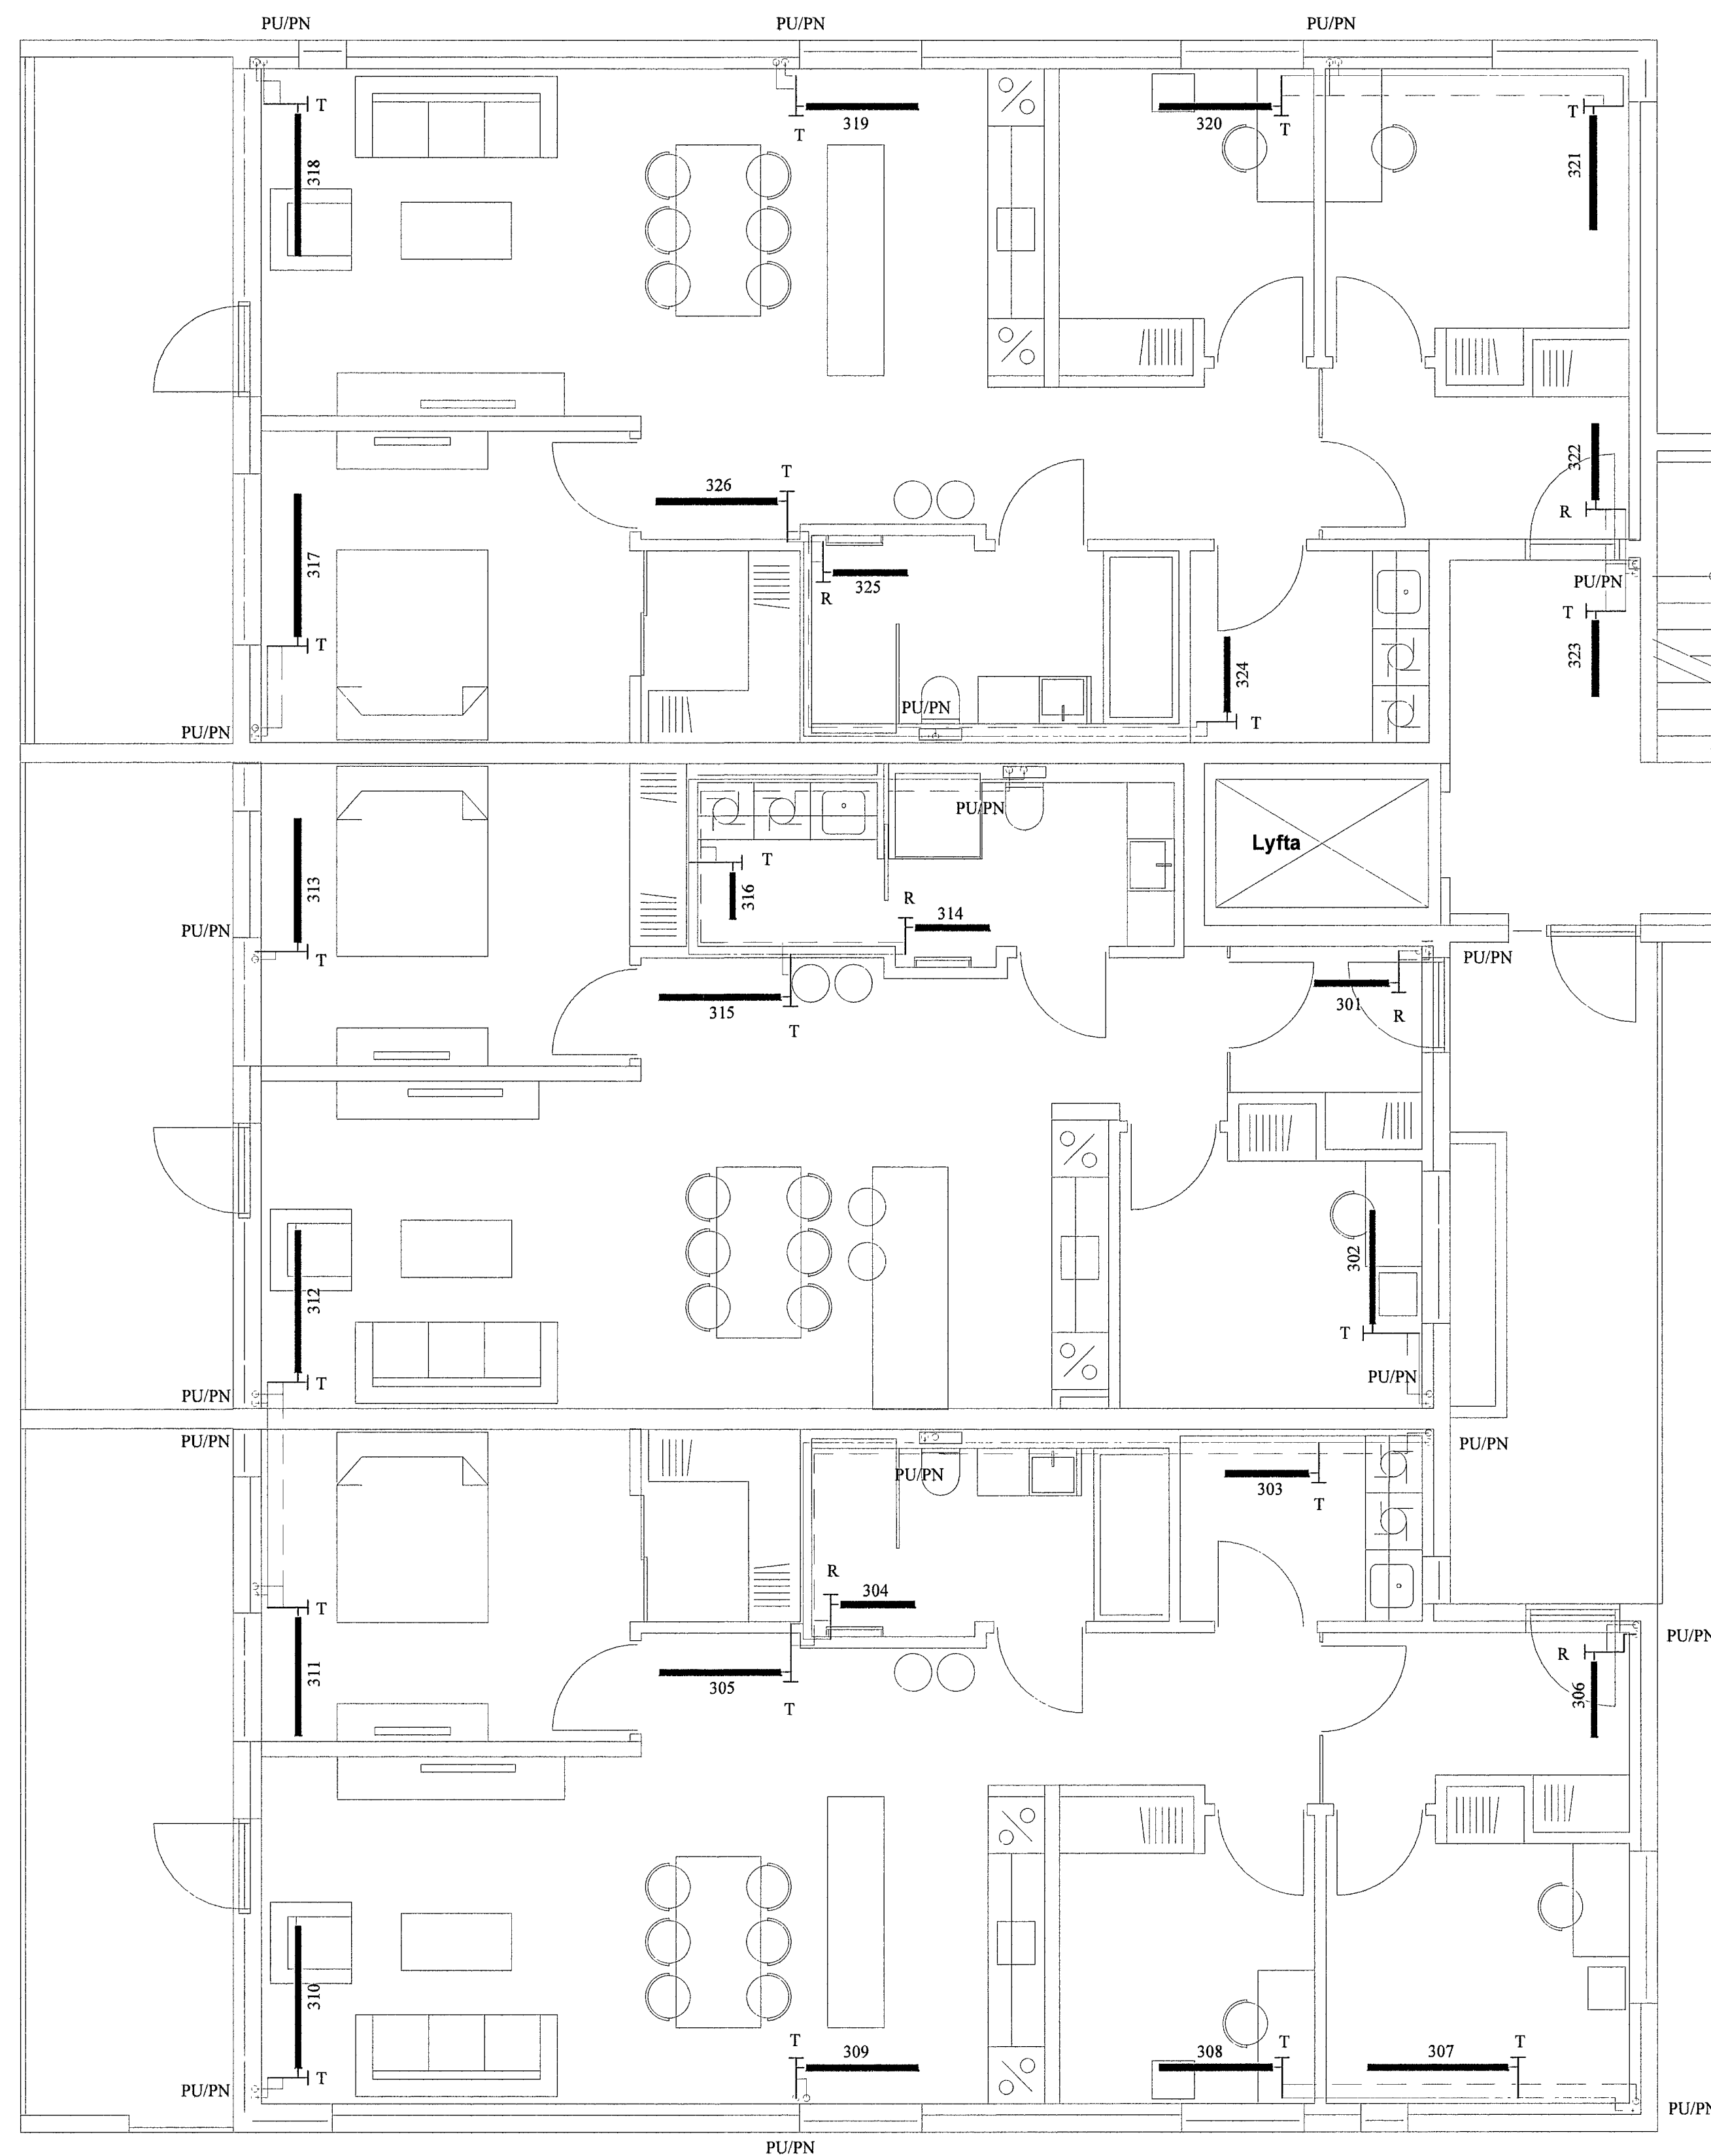 PU/PN PU/PN PU/PN
T 318
319 T
320 T
T 321
326 T
322 R
317 T
325 R
PU/PN
T 323
324 T
PU/PN
PU/PN
PU/PN
Lyfta
313 T
T 316
R 314
PU/PN
PU/PN
301 R
315 T
302 T
312 T
PU/PN
PU/PN
PU/PN
PU/PN
PU/PN
303 T
R 304
T 311
305 T
R 306
PU/PN
310 T
T 309
308 T
307 T
PU/PN
PU/PN
PU/PN